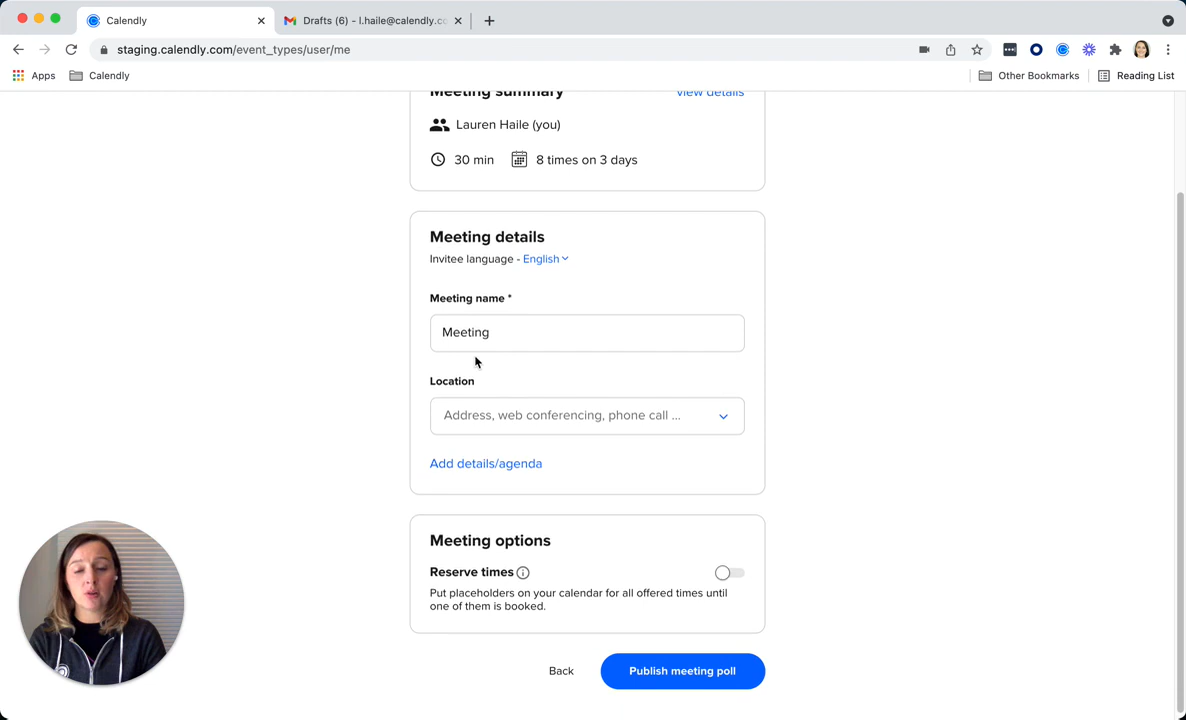 Calendly
Drafts (6) - l.haile@calendly.co
staging.calendly.com/event_types/user/me
Apps
Calendly
Other Bookmarks
Reading List
Meeting summary
View details
Lauren Haile (you)
30 min
8 times on 3 days
Meeting details
Invitee language - English
Meeting name *
Meeting
Location
Address, web conferencing, phone call ...
Add details/agenda
Meeting options
Reserve times
Put placeholders on your calendar for all offered times until
one of them is booked.
Back
Publish meeting poll